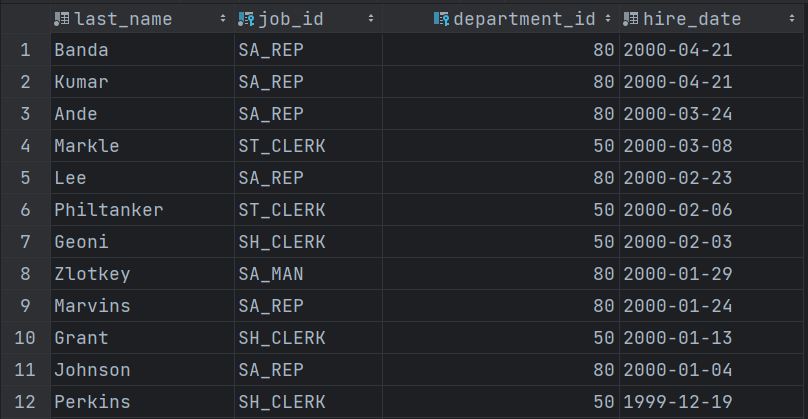 last_name job_id department_id hire_date
1 Banda SA_REP 80 2000-04-21
2 Kumar SA_REP 80 2000-04-21
3 Ande SA_REP 80 2000-03-24
4 Markle ST_CLERK 50 2000-03-08
5 Lee SA_REP 80 2000-02-23
6 Philtanker ST_CLERK 50 2000-02-06
7 Geoni SH_CLERK 50 2000-02-03
8 Zlotkey SA_MAN 80 2000-01-29
9 Marvins SA_REP 80 2000-01-24
10 Grant SH_CLERK 50 2000-01-13
11 Johnson SA_REP 80 2000-01-04
12 Perkins SH_CLERK 50 1999-12-19